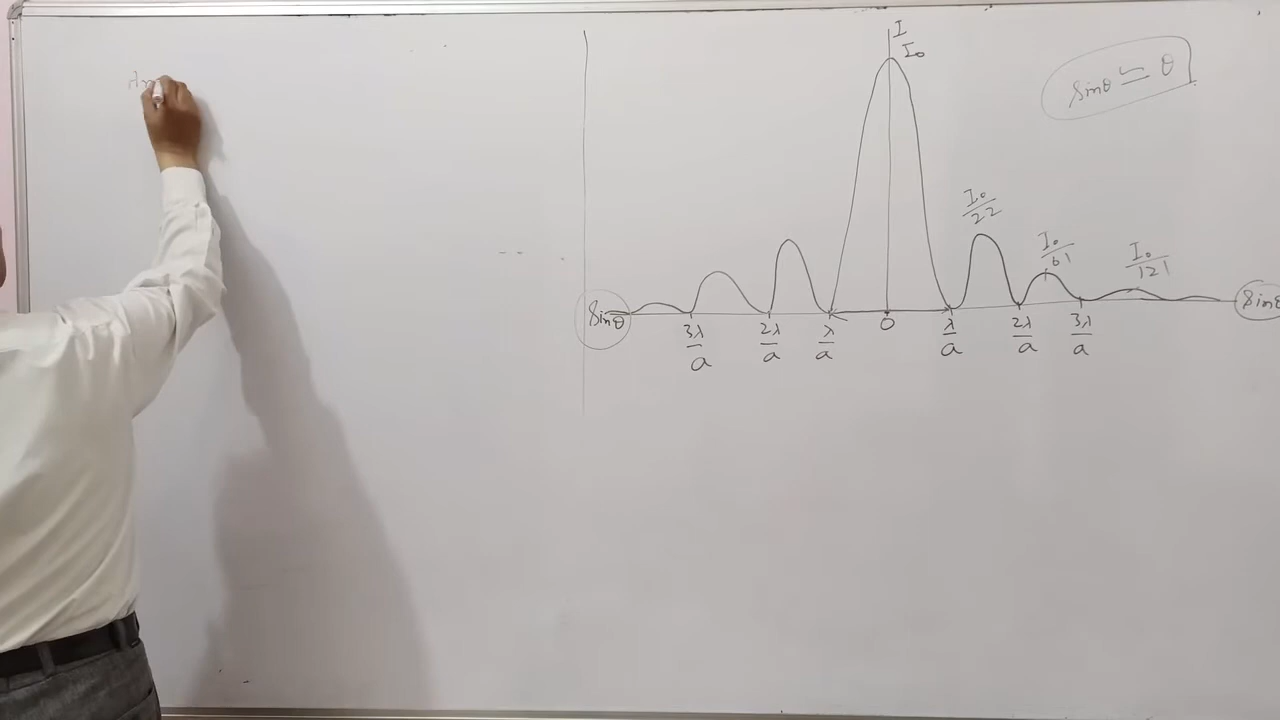 I
I₀
sinθ ≃ θ
I₀/22
I₀/61
I₀/121
Sinθ
3λ/a
2λ/a
λ/a
0
λ/a
2λ/a
3λ/a
Sinθ